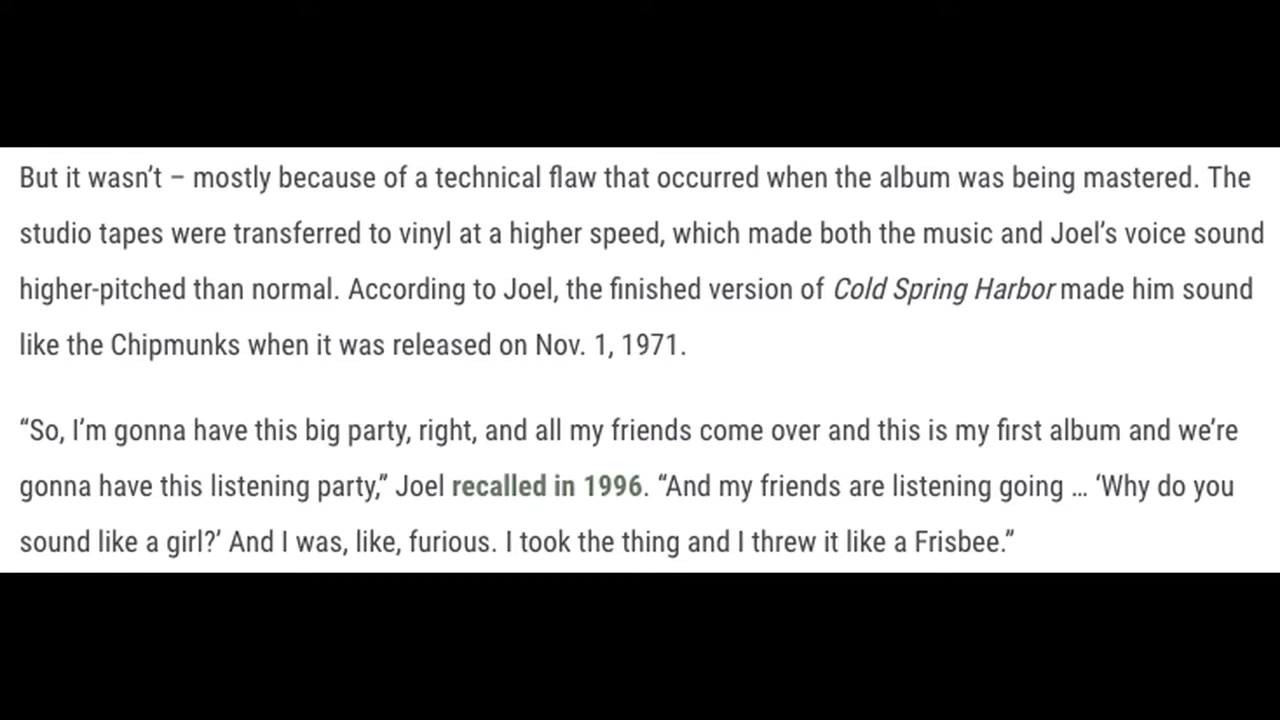 But it wasn’t – mostly because of a technical flaw that occurred when the album was being mastered. The
studio tapes were transferred to vinyl at a higher speed, which made both the music and Joel’s voice sound
higher-pitched than normal. According to Joel, the finished version of Cold Spring Harbor made him sound
like the Chipmunks when it was released on Nov. 1, 1971.
“So, I’m gonna have this big party, right, and all my friends come over and this is my first album and we’re
gonna have this listening party,” Joel recalled in 1996. “And my friends are listening going … ‘Why do you
sound like a girl?’ And I was, like, furious. I took the thing and I threw it like a Frisbee.”